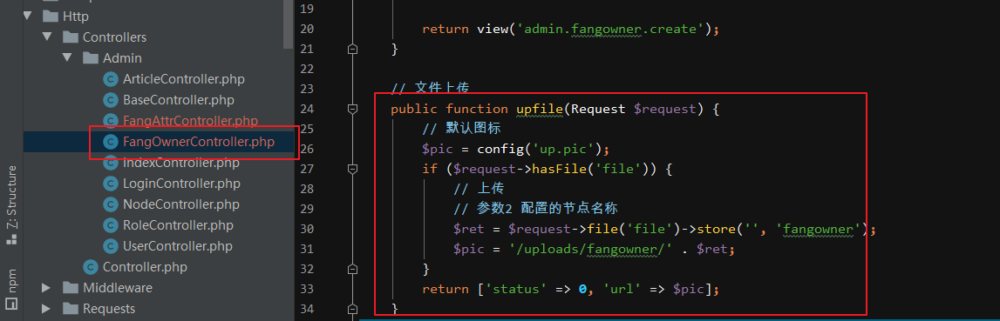 Http
Controllers
Admin
ArticleController.php
BaseController.php
FangAttrController.php
FangOwnerController.php
IndexController.php
LoginController.php
NodeController.php
RoleController.php
UserController.php
Controller.php
Middleware
Requests
Z: Structure
npm
19
20 return view('admin.fangowner.create');
21 }
22
23 // 文件上传
24 public function upfile(Request $request) {
25 // 默认图标
26 $pic = config('up.pic');
27 if ($request->hasFile('file')) {
28 // 上传
29 // 参数2 配置的节点名称
30 $ret = $request->file('file')->store('', 'fangowner');
31 $pic = '/uploads/fangowner/' . $ret;
32 }
33 return ['status' => 0, 'url' => $pic];
34 }